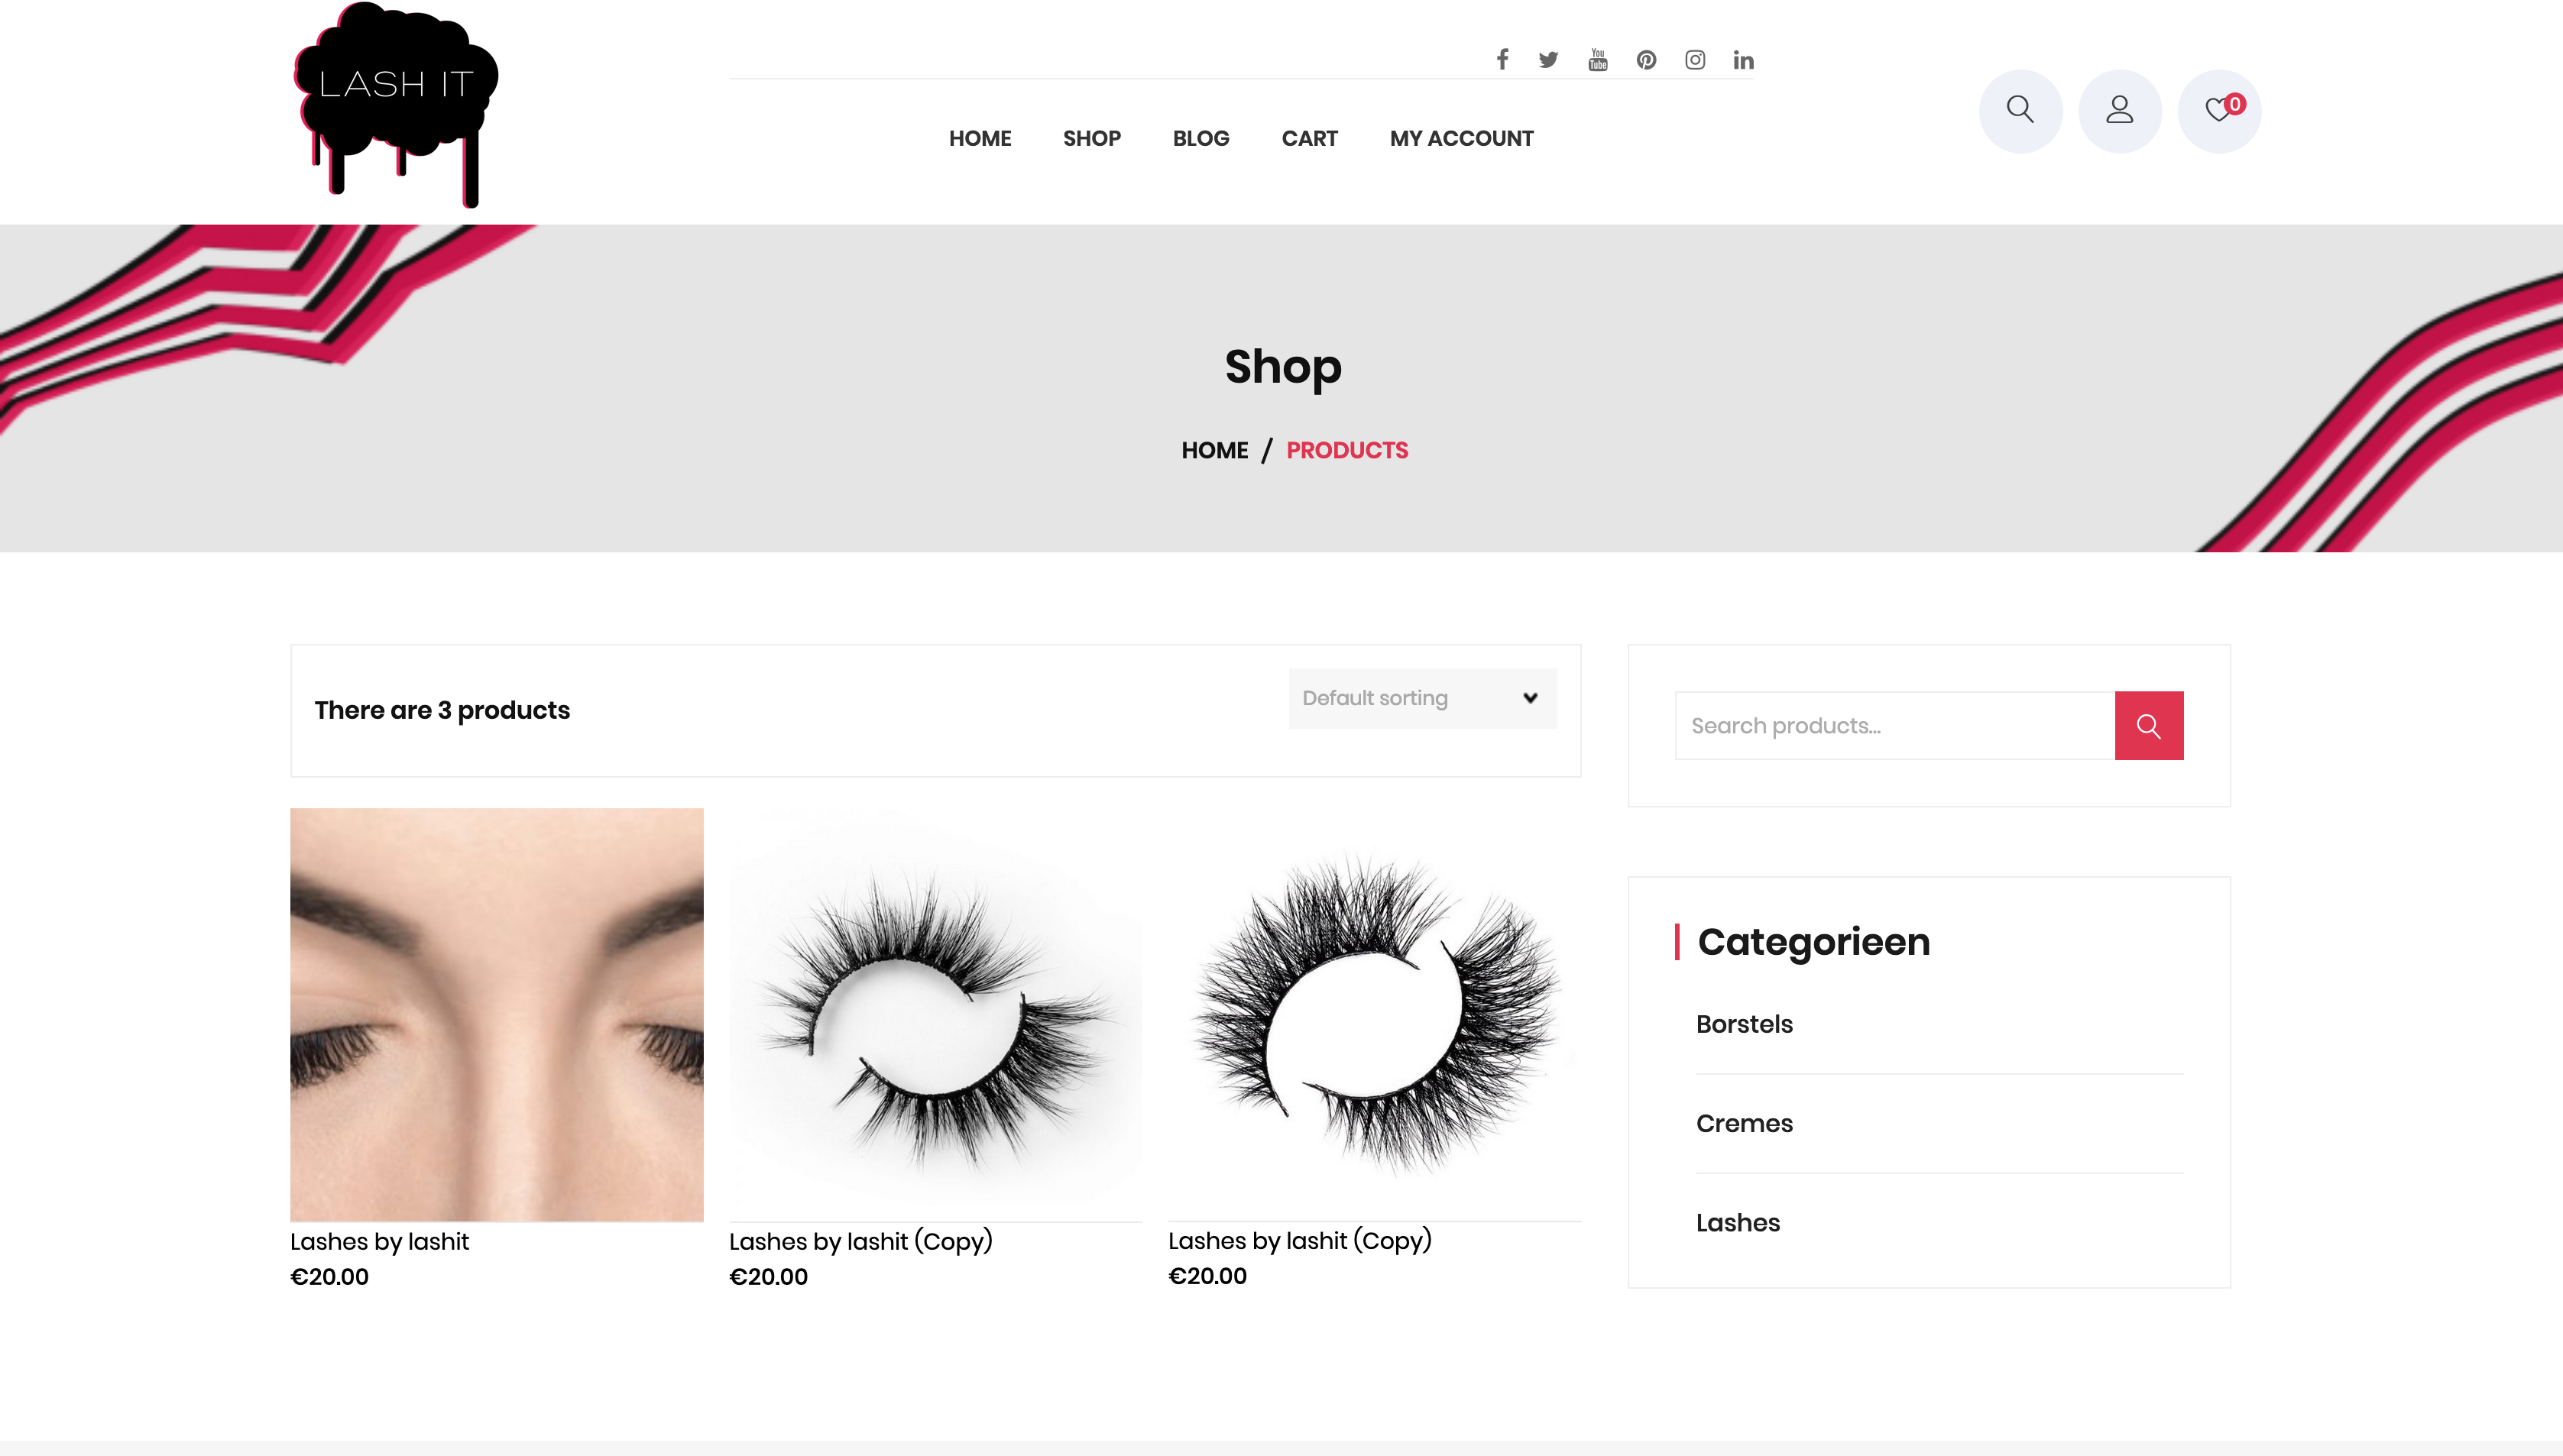 LASH IT
You
Tube
HOME SHOP BLOG CART MY ACCOUNT
0
Shop
HOME / PRODUCTS
There are 3 products
Default sorting
Search products...
Lashes by lashit
€20.00
Lashes by lashit (Copy)
€20.00
Lashes by lashit (Copy)
€20.00
Categorieen
Borstels
Cremes
Lashes